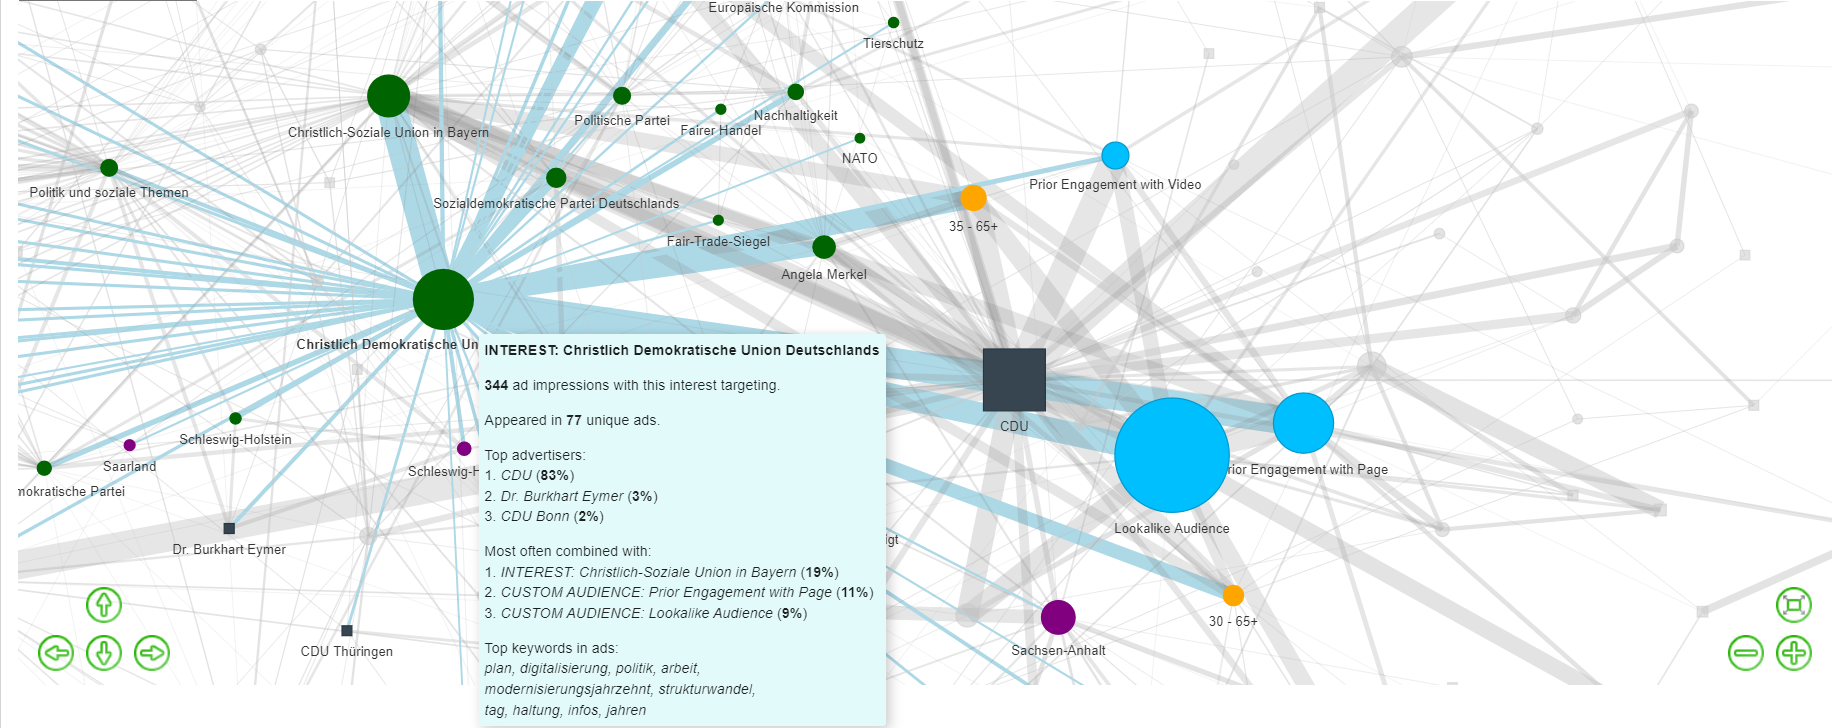 Europäische Kommission
Tierschutz
Politische Partei
Nachhaltigkeit
Fairer Handel
Christlich-Soziale Union in Bayern
NATO
Prior Engagement with Video
Politik und soziale Themen
Sozialdemokratische Partei Deutschlands
35 - 65+
Fair-Trade-Siegel
Angela Merkel
Christlich Demokratische Un
INTEREST: Christlich Demokratische Union Deutschlands
344 ad impressions with this interest targeting.
Appeared in 77 unique ads.
Top advertisers:
1. CDU (83%)
2. Dr. Burkhart Eymer (3%)
3. CDU Bonn (2%)
Most often combined with:
1. INTEREST: Christlich-Soziale Union in Bayern (19%)
2. CUSTOM AUDIENCE: Prior Engagement with Page (11%)
3. CUSTOM AUDIENCE: Lookalike Audience (9%)
Top keywords in ads:
plan, digitalisierung, politik, arbeit,
modernisierungsjahrzehnt, strukturwandel,
tag, haltung, infos, jahren
CDU
Schleswig-Holstein
Saarland
Schleswig-H
rior Engagement with Page
mokratische Partei
Lookalike Audience
igt
Dr. Burkhart Eymer
30 - 65+
CDU Thüringen
Sachsen-Anhalt